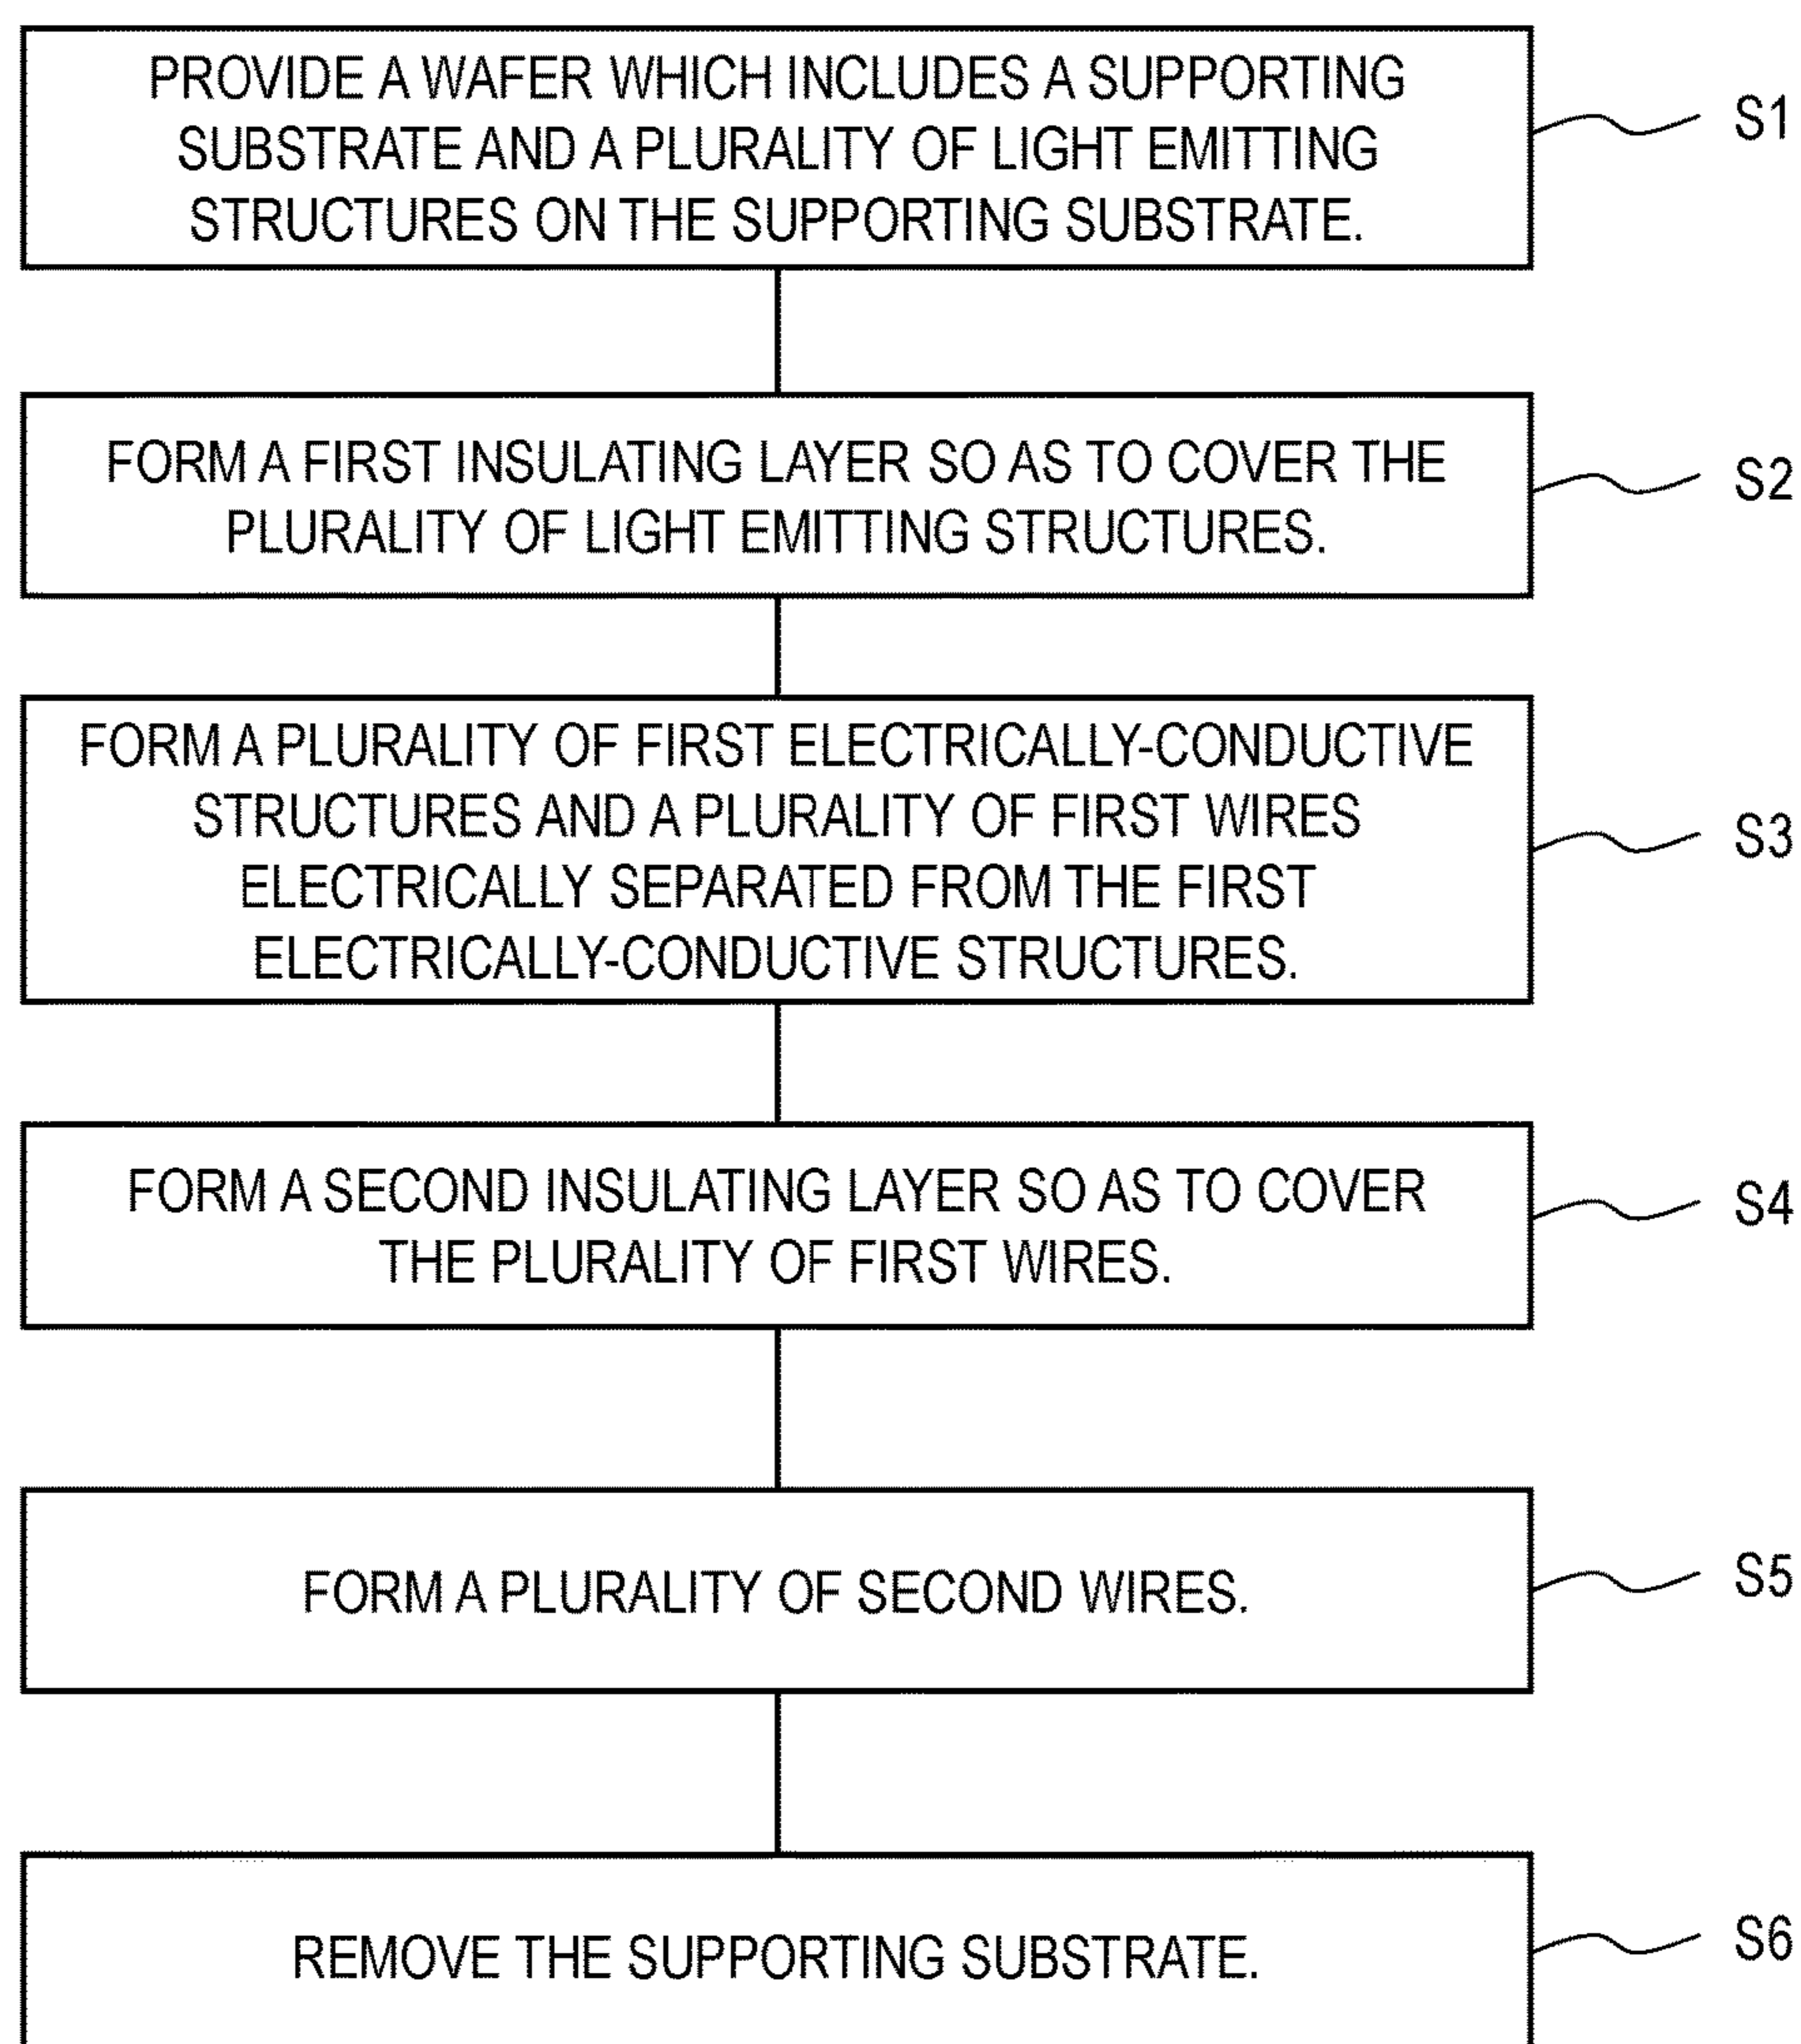 PROVIDE A WAFER WHICH INCLUDES A SUPPORTING
SUBSTRATE AND A PLURALITY OF LIGHT EMITTING
STRUCTURES ON THE SUPPORTING SUBSTRATE.
S1
FORM A FIRST INSULATING LAYER SO AS TO COVER THE
PLURALITY OF LIGHT EMITTING STRUCTURES.
S2
FORM A PLURALITY OF FIRST ELECTRICALLY-CONDUCTIVE
STRUCTURES AND A PLURALITY OF FIRST WIRES
ELECTRICALLY SEPARATED FROM THE FIRST
ELECTRICALLY-CONDUCTIVE STRUCTURES.
S3
FORM A SECOND INSULATING LAYER SO AS TO COVER
THE PLURALITY OF FIRST WIRES.
S4
FORM A PLURALITY OF SECOND WIRES.
S5
REMOVE THE SUPPORTING SUBSTRATE.
S6